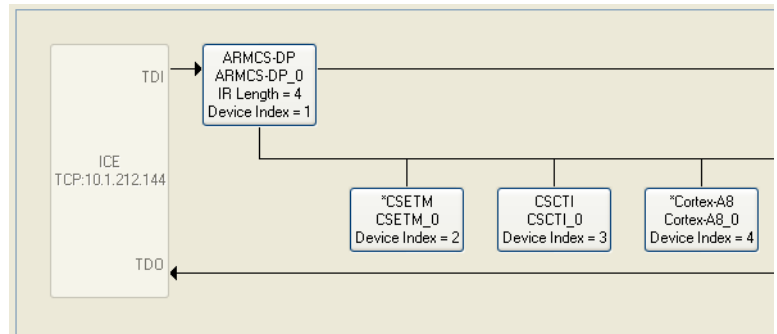 TDI
ICE
TCP:10.1.212.144
TDO
ARMCS-DP
ARMCS-DP_0
IR Length = 4
Device Index = 1
*CSETM
CSETM_0
Device Index = 2
CSCTI
CSCTI_0
Device Index = 3
*Cortex-A8
Cortex-A8_0
Device Index = 4